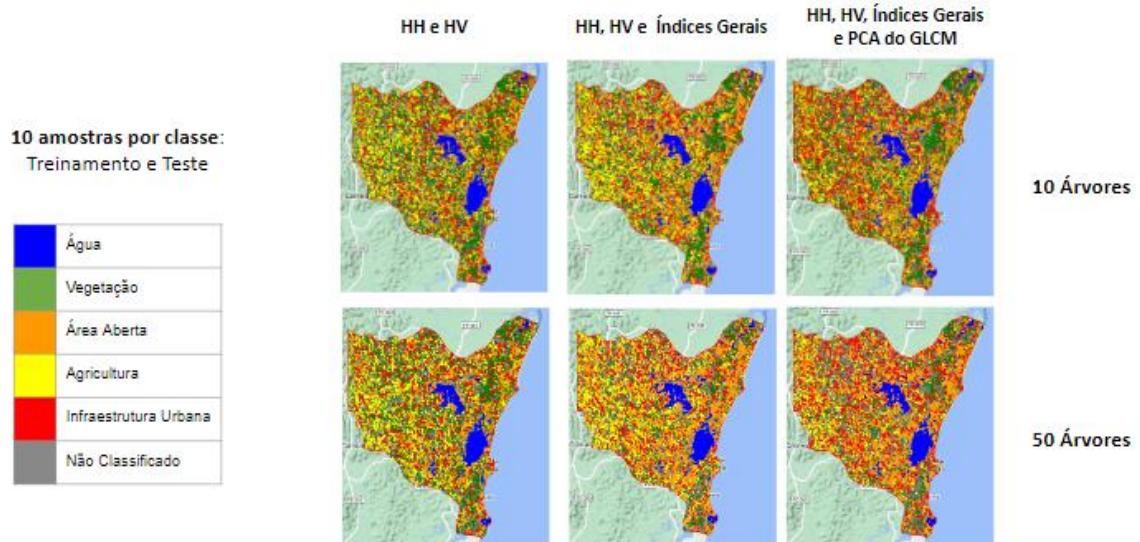 HH e HV
HH, HV e Índices Gerais
HH, HV, Índices Gerais
e PCA do GLCM
10 amostras por classe:
Treinamento e Teste
10 Árvores
Água
Vegetação
Área Aberta
Agricultura
Infraestrutura Urbana
Não Classificado
50 Árvores